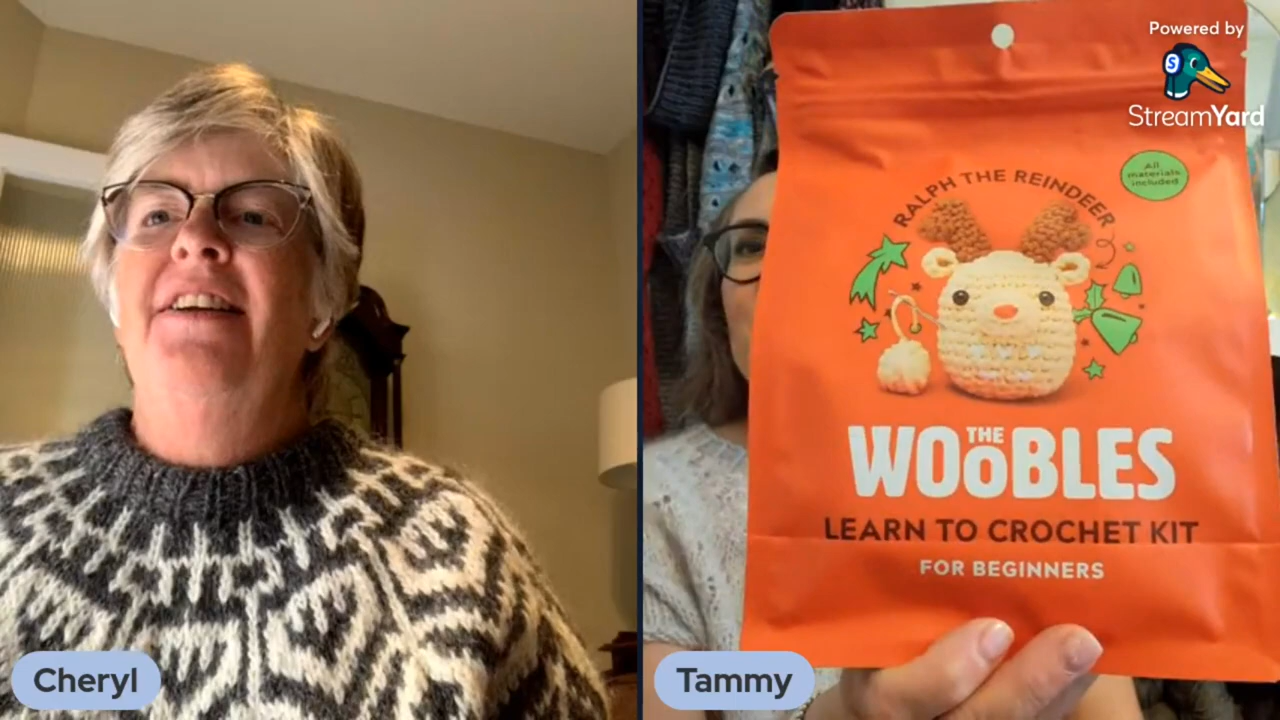 Powered by
StreamYard
All
materials
included
RALPH THE REINDEER
THE
WOOBLES
LEARN TO CROCHET KIT
FOR BEGINNERS
Cheryl
Tammy